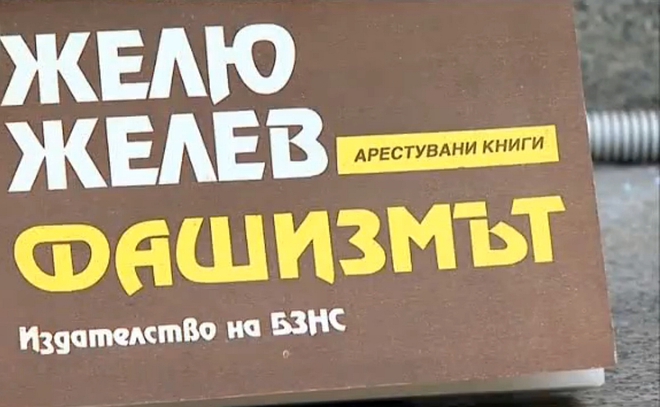 ЖЕЛЮ
ЖЕЛЕВ
АРЕСТУВАНИ КНИГИ
ФАШИЗМЪТ
Издателство на БЗНС